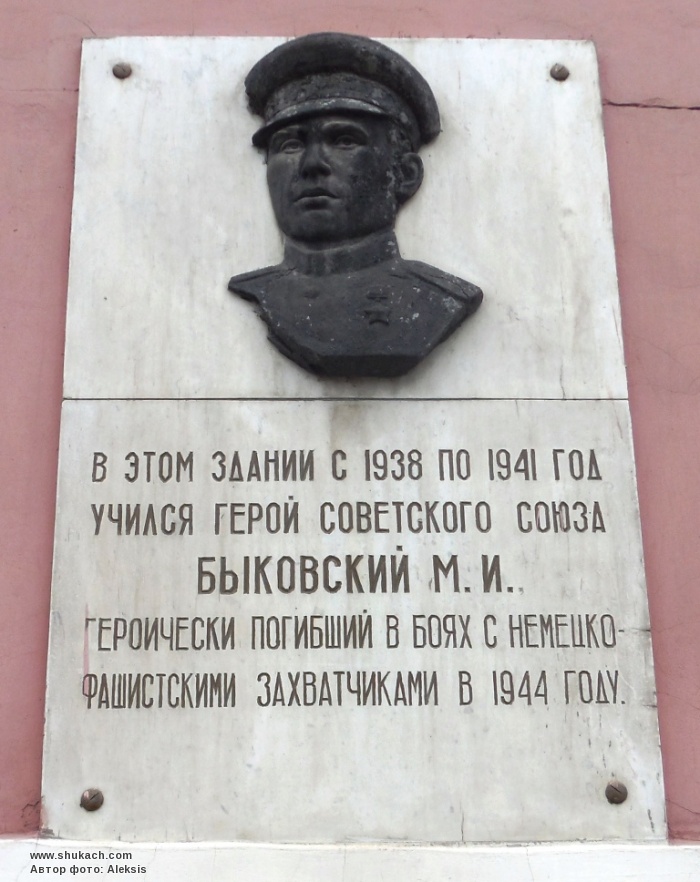 В ЭТОМ ЗДАНИИ С 1938 ПО 1941 ГОД
УЧИЛСЯ ГЕРОЙ СОВЕТСКОГО СОЮЗА
БЫКОВСКИЙ М.И.,
ГЕРОИЧЕСКИ ПОГИБШИЙ В БОЯХ С НЕМЕЦКО-
ФАШИСТСКИМИ ЗАХВАТЧИКАМИ В 1944 ГОДУ.
www.shukach.com
Автор фото: Aleksis